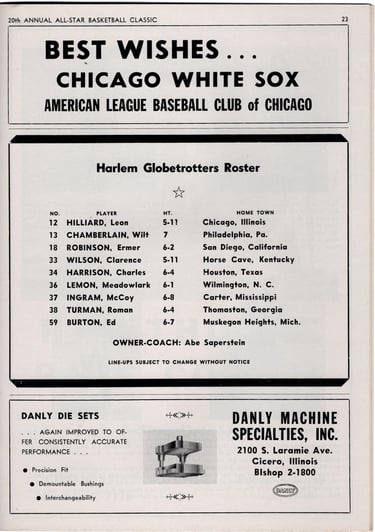 20th ANNUAL ALL-STAR BASKETBALL CLASSIC 23
BEST WISHES . . .
CHICAGO WHITE SOX
AMERICAN LEAGUE BASEBALL CLUB of CHICAGO
Harlem Globetrotters Roster
NO. PLAYER HT. HOME TOWN
12 HILLIARD, Leon 5-11 Chicago, Illinois
13 CHAMBERLAIN, Wilt 7 Philadelphia, Pa.
18 ROBINSON, Ermer 6-2 San Diego, California
33 WILSON, Clarence 5-11 Horse Cave, Kentucky
34 HARRISON, Charles 6-4 Houston, Texas
36 LEMON, Meadowlark 6-1 Wilmington, N. C.
37 INGRAM, McCoy 6-8 Carter, Mississippi
38 TURMAN, Roman 6-4 Thomaston, Georgia
59 BURTON, Ed 6-7 Muskegon Heights, Mich.
OWNER-COACH: Abe Saperstein
LINE-UPS SUBJECT TO CHANGE WITHOUT NOTICE
DANLY DIE SETS
. . . AGAIN IMPROVED TO OF-
FER CONSISTENTLY ACCURATE
PERFORMANCE . . .
● Precision Fit
● Demountable Bushings
● Interchangeability
DANLY MACHINE
SPECIALTIES, INC.
2100 S. Laramie Ave.
Cicero, Illinois
BIshop 2-1800
DANLY